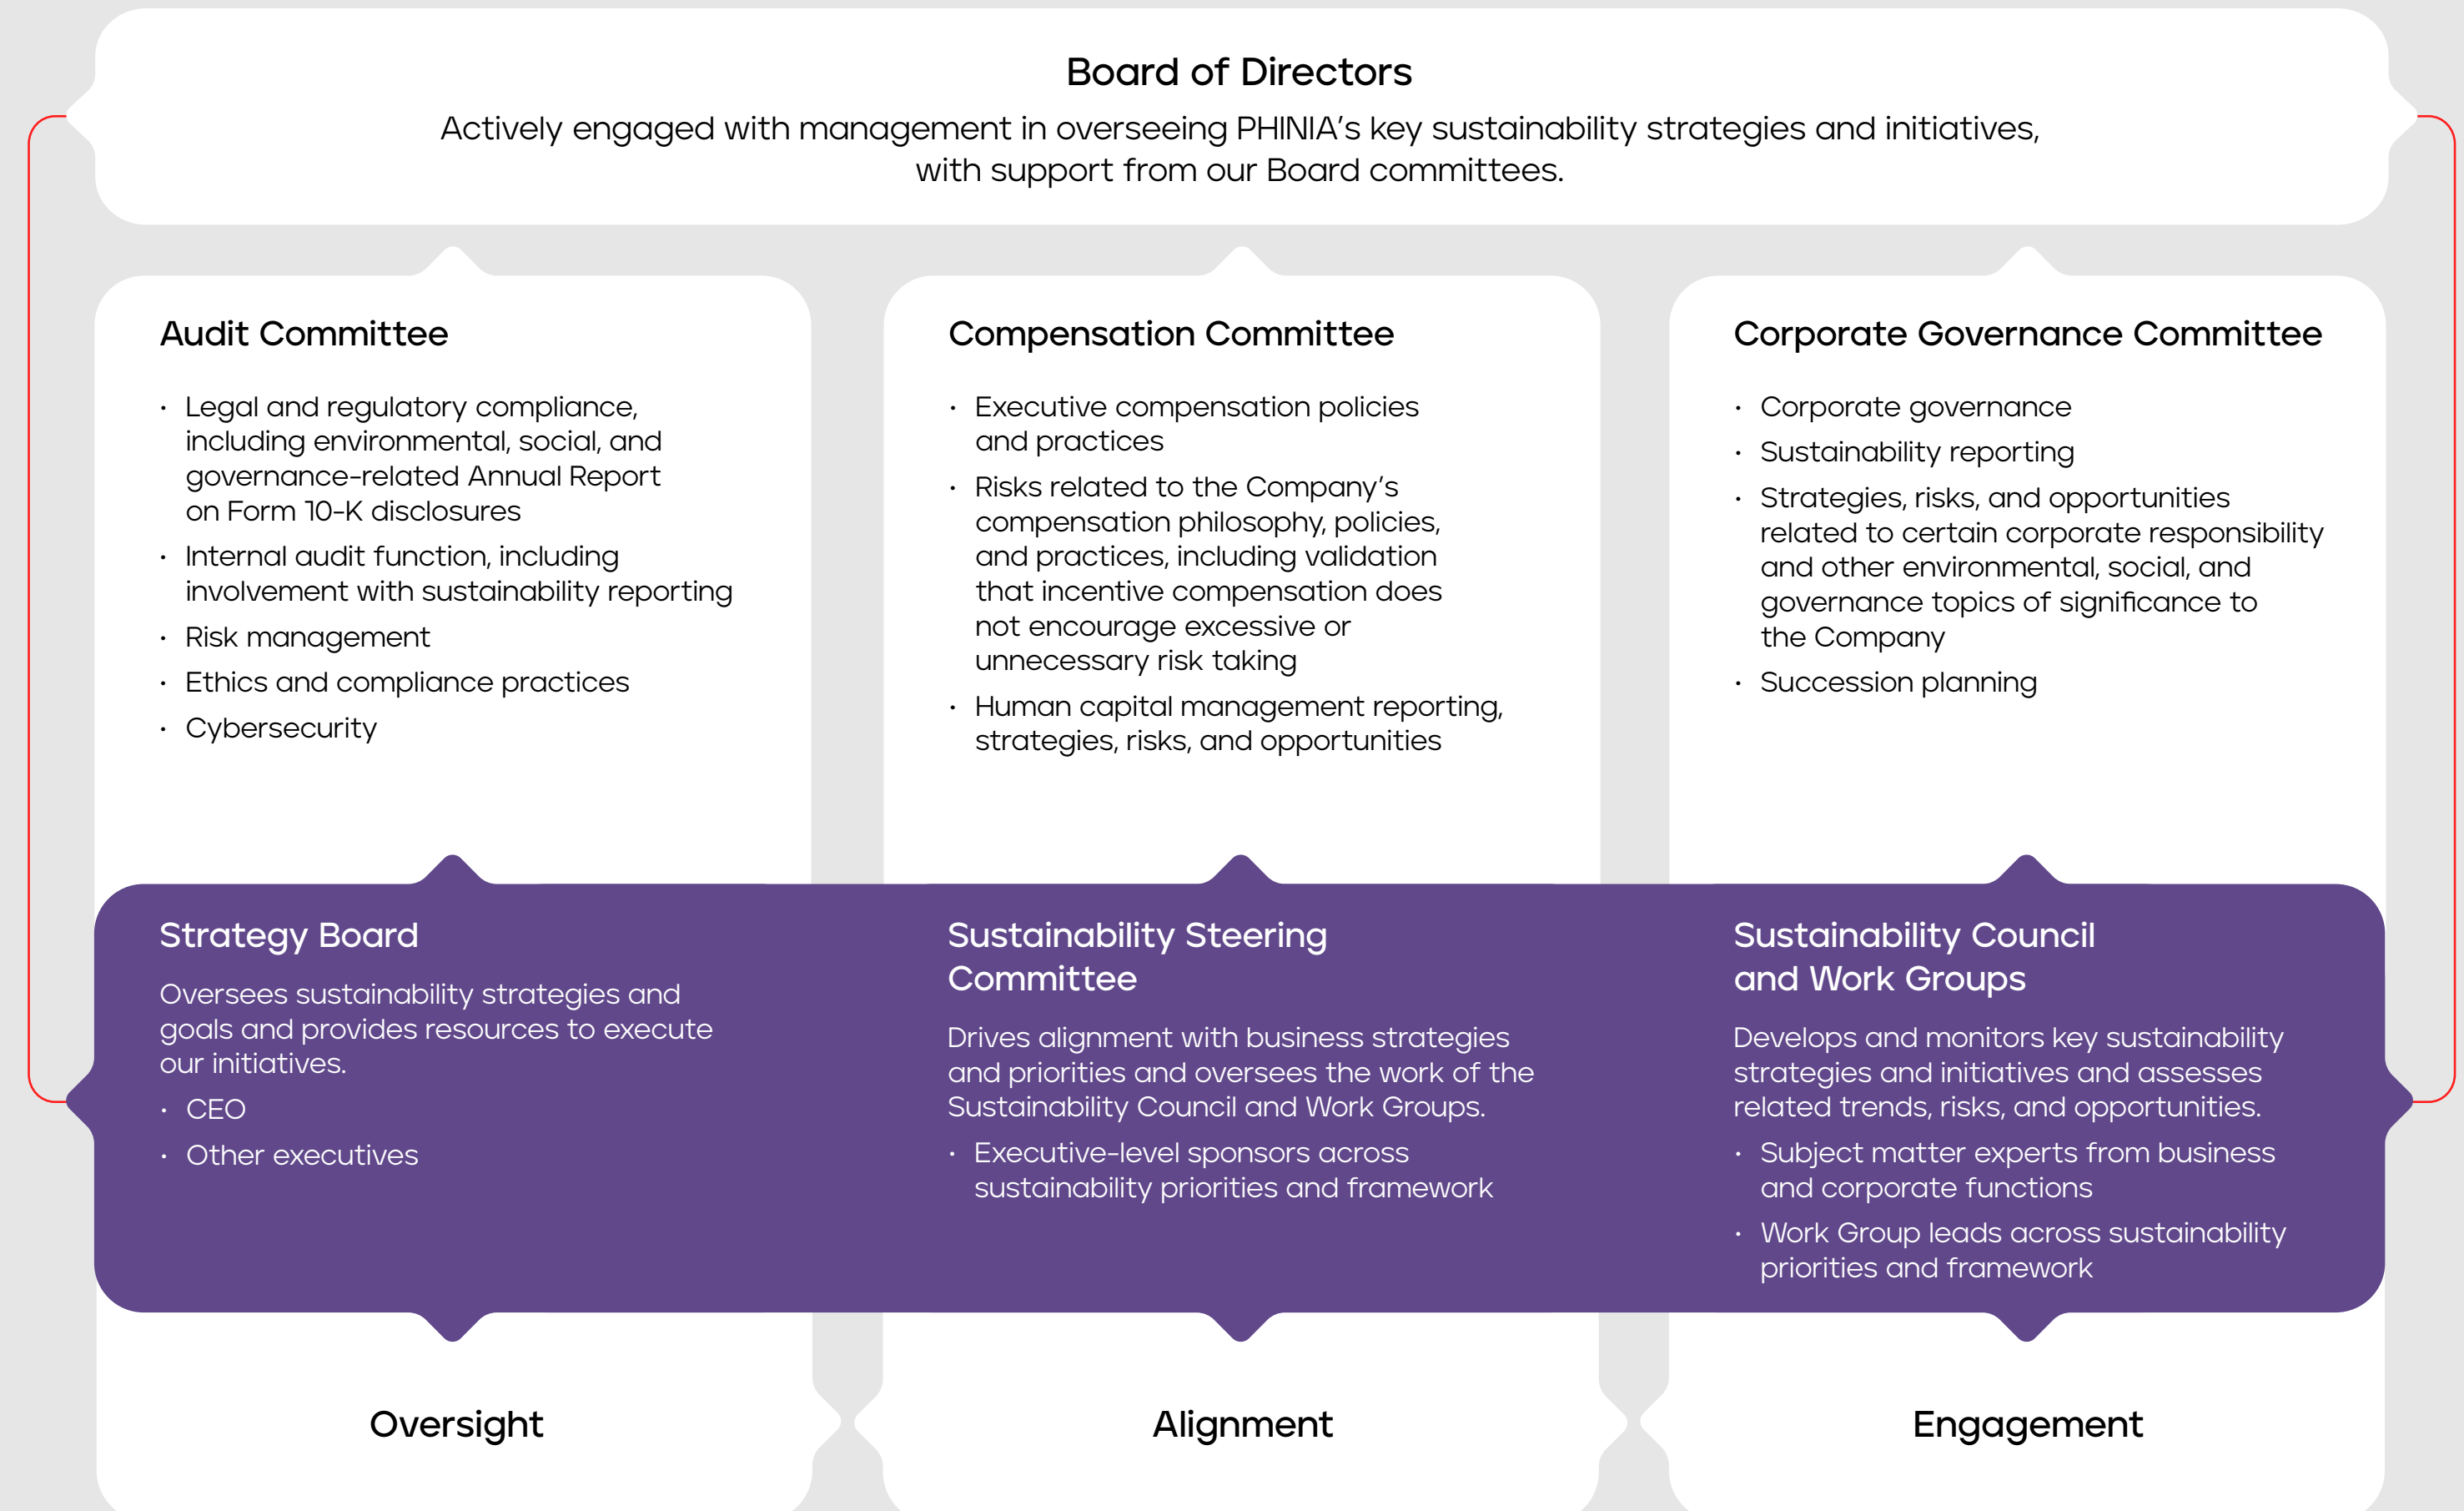 Board of Directors
Actively engaged with management in overseeing PHINIA’s key sustainability strategies and initiatives,
with support from our Board committees.
Audit Committee
• Legal and regulatory compliance,
including environmental, social, and
governance-related Annual Report
on Form 10-K disclosures
• Internal audit function, including
involvement with sustainability reporting
• Risk management
• Ethics and compliance practices
• Cybersecurity
Compensation Committee
• Executive compensation policies
and practices
• Risks related to the Company’s
compensation philosophy, policies,
and practices, including validation
that incentive compensation does
not encourage excessive or
unnecessary risk taking
• Human capital management reporting,
strategies, risks, and opportunities
Corporate Governance Committee
• Corporate governance
• Sustainability reporting
• Strategies, risks, and opportunities
related to certain corporate responsibility
and other environmental, social, and
governance topics of significance to
the Company
• Succession planning
Strategy Board
Oversees sustainability strategies and
goals and provides resources to execute
our initiatives.
• CEO
• Other executives
Sustainability Steering
Committee
Drives alignment with business strategies
and priorities and oversees the work of the
Sustainability Council and Work Groups.
• Executive-level sponsors across
sustainability priorities and framework
Sustainability Council
and Work Groups
Develops and monitors key sustainability
strategies and initiatives and assesses
related trends, risks, and opportunities.
• Subject matter experts from business
and corporate functions
• Work Group leads across sustainability
priorities and framework
Oversight
Alignment
Engagement